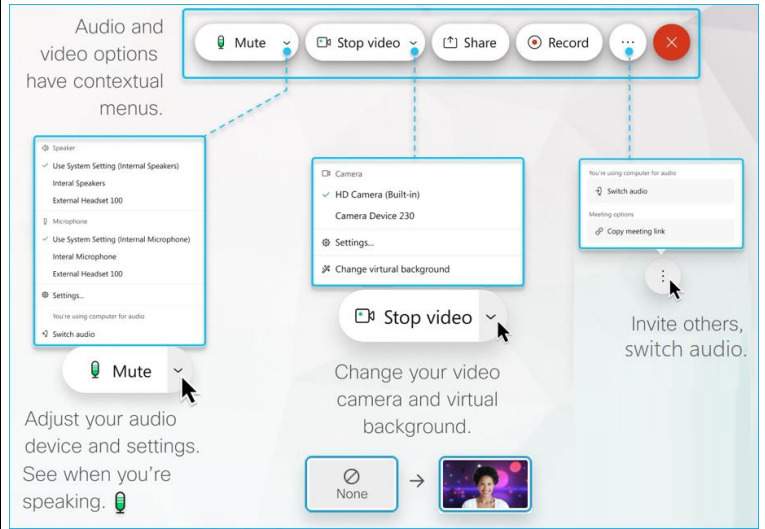 Audio and
video options
have contextual
menus.
Mute
Stop video
Share
Record
Speaker
Use System Setting (Internal Speakers)
Interal Speakers
External Headset 100
Microphone
Use System Setting (Internal Microphone)
Interal Microphone
External Headset 100
Settings...
You're using computer for audio
Switch audio
Mute
Adjust your audio
device and settings.
See when you're
speaking.
Camera
HD Camera (Built-in)
Camera Device 230
Settings...
Change virtural background
Stop video
Change your video
camera and virtual
background.
None
You're using computer for audio
Switch audio
Meeting options
Copy meeting link
Invite others,
switch audio.